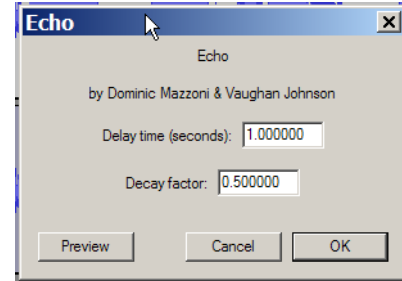 Echo
Echo
by Dominic Mazzoni & Vaughan Johnson
Delay time (seconds): 1.000000
Decay factor: 0.500000
Preview Cancel OK